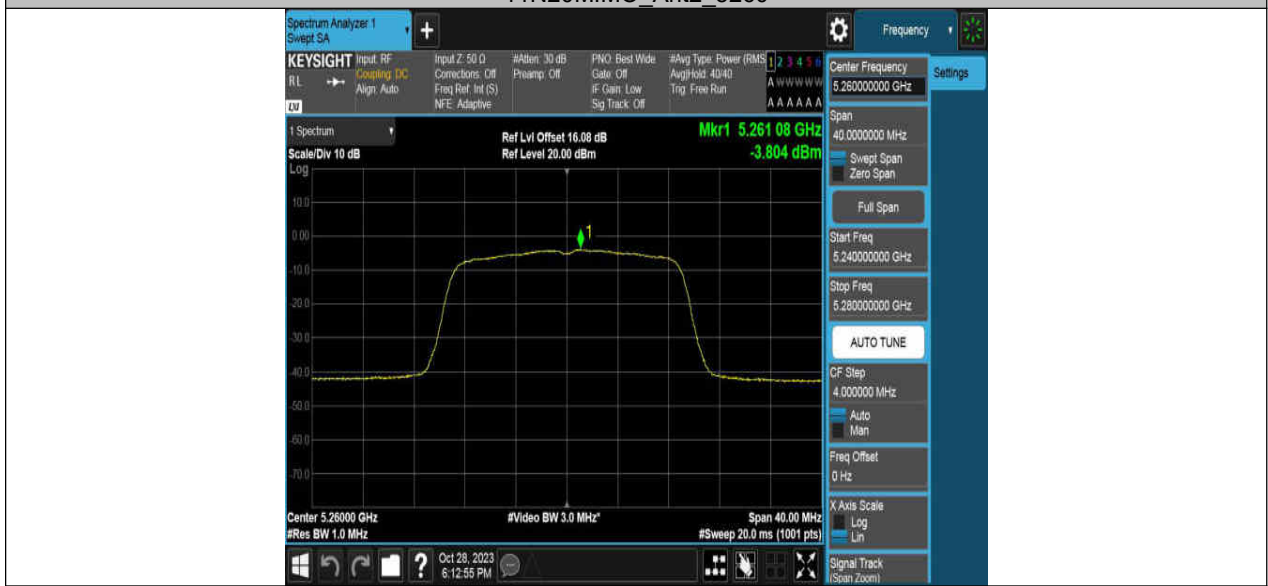 Spectrum Analyzer 1
Swept SA
+
Frequency
KEYSIGHT
RL
LXI
Input: RF
Coupling: DC
Align: Auto
Input Z: 50 Ω
Corrections: Off
Freq Ref: Int (S)
NFE: Adaptive
#Atten: 30 dB
Preamp: Off
PNO: Best Wide
Gate: Off
IF Gain: Low
Sig Track: Off
#Avg Type: Power (RMS
Avg|Hold: 40/40
Trig: Free Run
1 2 3 4 5 6
A W W W W W
A A A A A A
Center Frequency
5.260000000 GHz
Settings
1 Spectrum
Scale/Div 10 dB
Log
Ref Lvl Offset 16.08 dB
Ref Level 20.00 dBm
Mkr1 5.261 08 GHz
-3.804 dBm
Span
40.0000000 MHz
Swept Span
Zero Span
Full Span
Start Freq
5.240000000 GHz
Stop Freq
5.280000000 GHz
AUTO TUNE
CF Step
4.000000 MHz
Auto
Man
Freq Offset
0 Hz
X Axis Scale
Log
Lin
Signal Track
(Span Zoom)
10.0
0.00
1
-10.0
-20.0
-30.0
-40.0
-50.0
-60.0
-70.0
Center 5.26000 GHz
#Video BW 3.0 MHz*
Span 40.00 MHz
#Res BW 1.0 MHz
#Sweep 20.0 ms (1001 pts)
?
Oct 28, 2023
6:12:55 PM